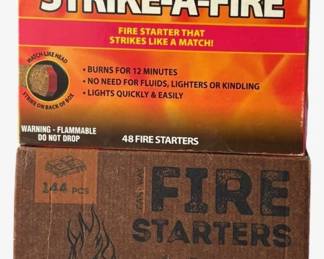 STRIKE-A-FIRE
FIRE STARTER THAT
STRIKES LIKE A MATCH!
MATCH LIKE HEAD
STRIKE ON BACK OF BOX
• BURNS FOR 12 MINUTES
• NO NEED FOR FLUIDS, LIGHTERS OR KINDLING
• LIGHTS QUICKLY & EASILY
WARNING • FLAMMABLE
DO NOT DROP
48 FIRE STARTERS
144 PCS
FIRE
STARTERS